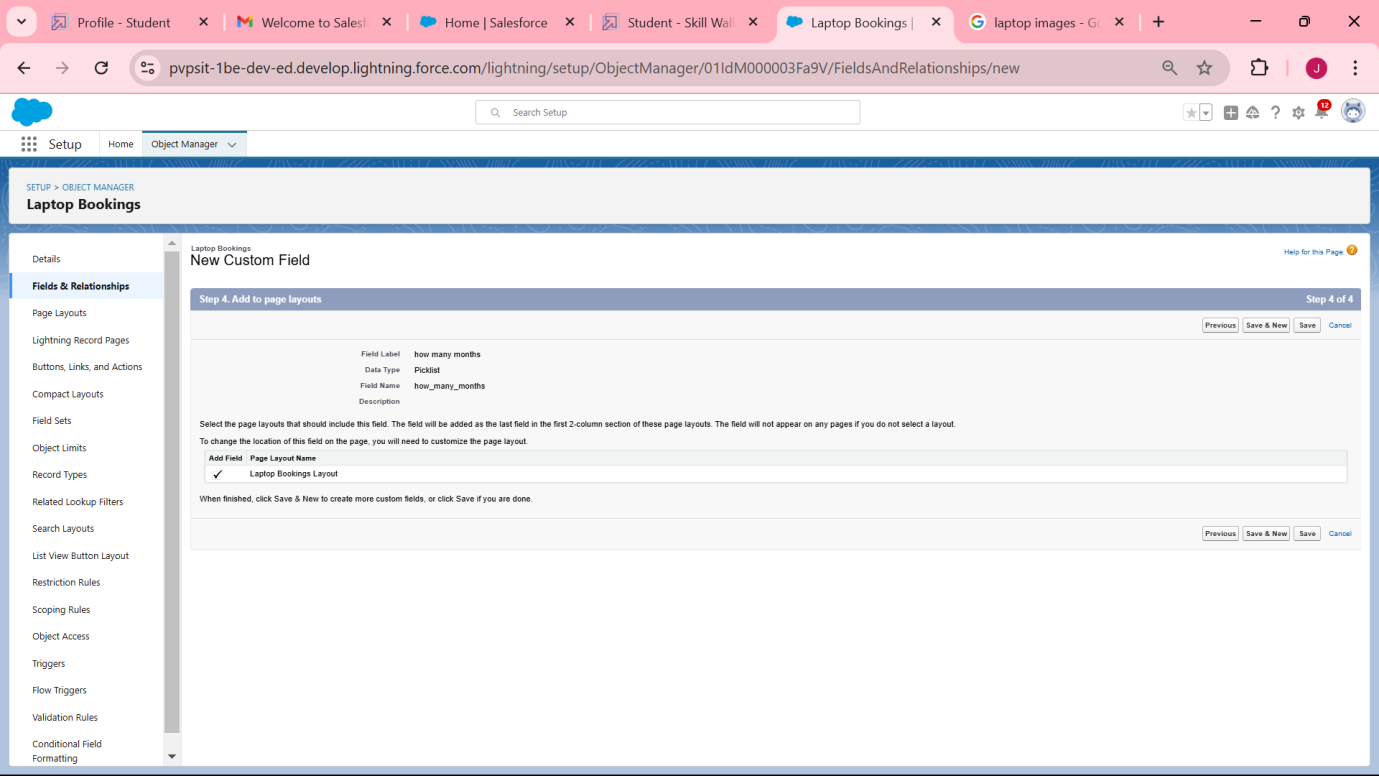 Profile - Student
Welcome to Salesf
Home | Salesforce
Student - Skill Wall
Laptop Bookings |
laptop images - Go
pvpsit-1be-dev-ed.develop.lightning.force.com/lightning/setup/ObjectManager/01IdM000003Fa9V/FieldsAndRelationships/new
J
Search Setup
12
Setup
Home
Object Manager
SETUP > OBJECT MANAGER
Laptop Bookings
Details
Fields & Relationships
Page Layouts
Lightning Record Pages
Buttons, Links, and Actions
Compact Layouts
Field Sets
Object Limits
Record Types
Related Lookup Filters
Search Layouts
List View Button Layout
Restriction Rules
Scoping Rules
Object Access
Triggers
Flow Triggers
Validation Rules
Conditional Field
Formatting
Laptop Bookings
New Custom Field
Help for this Page
Step 4. Add to page layouts
Step 4 of 4
Previous Save & New Save Cancel
Field Label how many months
Data Type Picklist
Field Name how_many_months
Description
Select the page layouts that should include this field. The field will be added as the last field in the first 2-column section of these page layouts. The field will not appear on any pages if you do not select a layout.
To change the location of this field on the page, you will need to customize the page layout.
Add Field Page Layout Name
Laptop Bookings Layout
When finished, click Save & New to create more custom fields, or click Save if you are done.
Previous Save & New Save Cancel